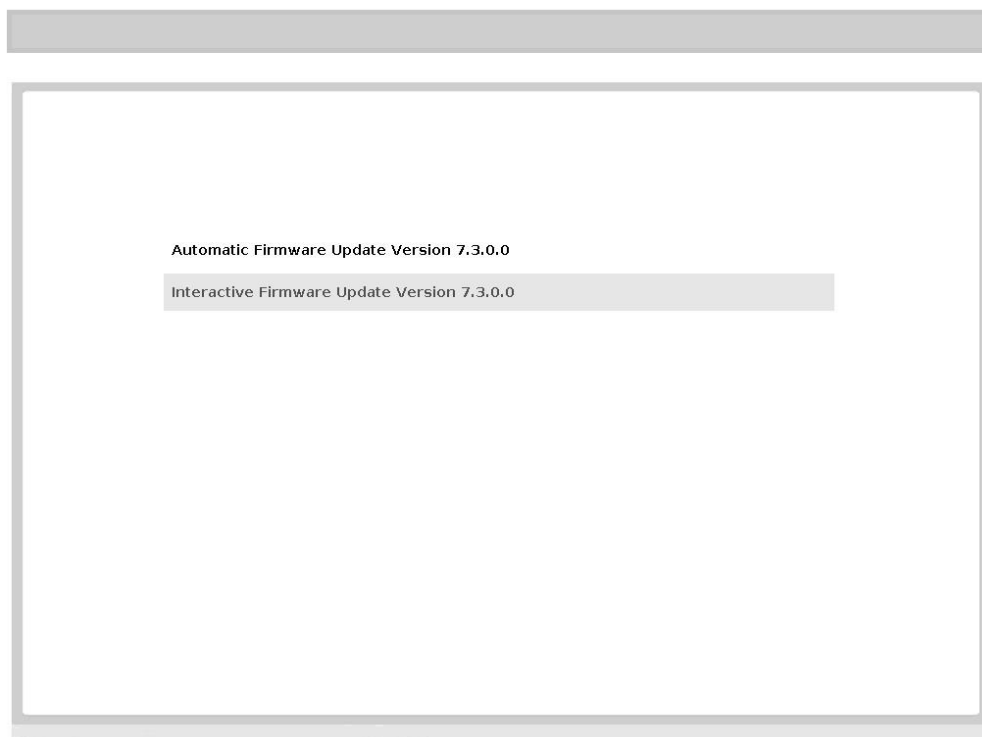 Automatic Firmware Update Version 7.3.0.0
Interactive Firmware Update Version 7.3.0.0